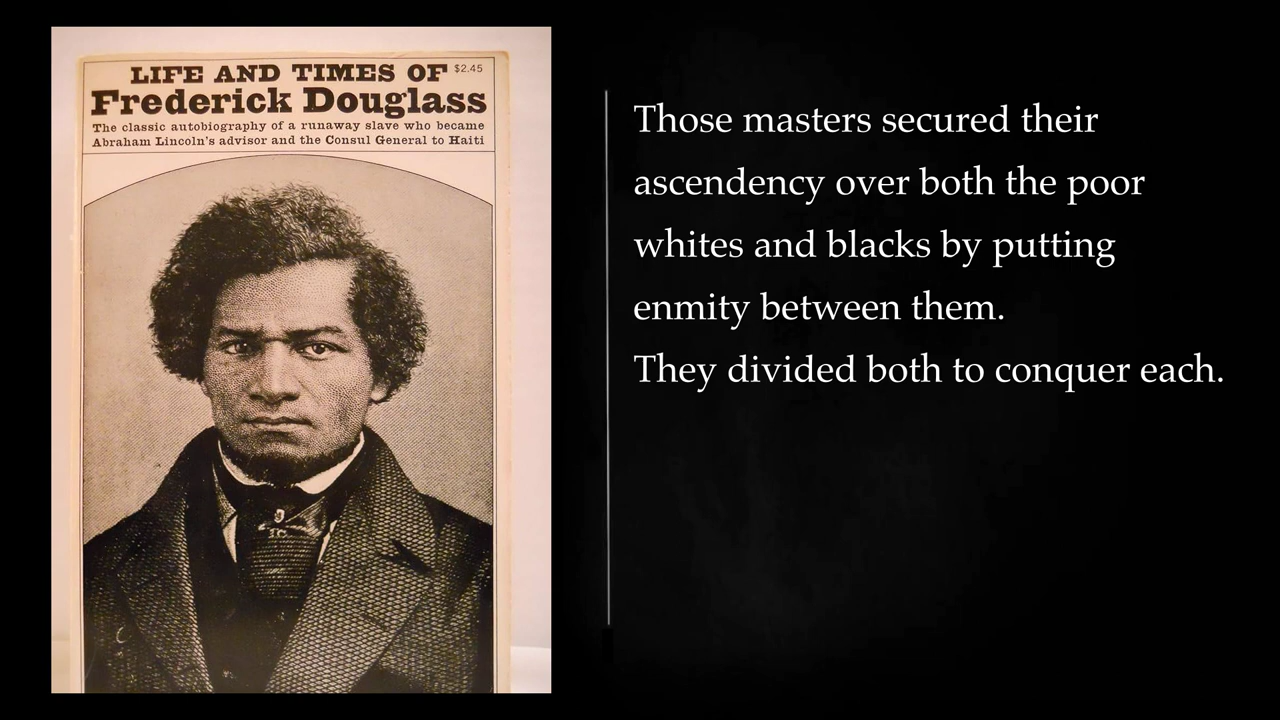 LIFE AND TIMES OF $2.45
Frederick Douglass
The classic autobiography of a runaway slave who became
Abraham Lincoln's advisor and the Consul General to Haiti
Those masters secured their
ascendency over both the poor
whites and blacks by putting
enmity between them.
They divided both to conquer each.